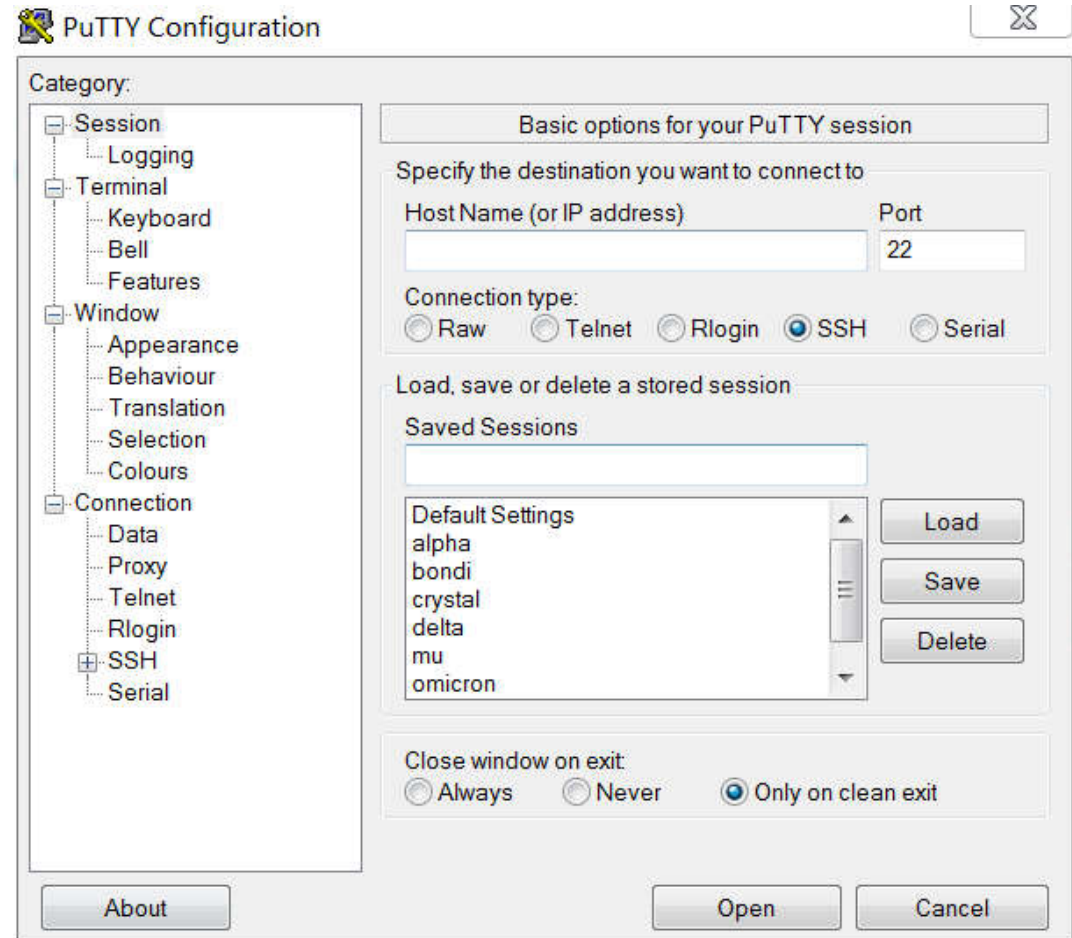 PuTTY Configuration
Category:
Session
Logging
Terminal
Keyboard
Bell
Features
Window
Appearance
Behaviour
Translation
Selection
Colours
Connection
Data
Proxy
Telnet
Rlogin
SSH
Serial
Basic options for your PuTTY session
Specify the destination you want to connect to
Host Name (or IP address) Port
22
Connection type:
Raw Telnet Rlogin SSH Serial
Load, save or delete a stored session
Saved Sessions
Default Settings
alpha
bondi
crystal
delta
mu
omicron
Load
Save
Delete
Close window on exit:
Always Never Only on clean exit
About Open Cancel